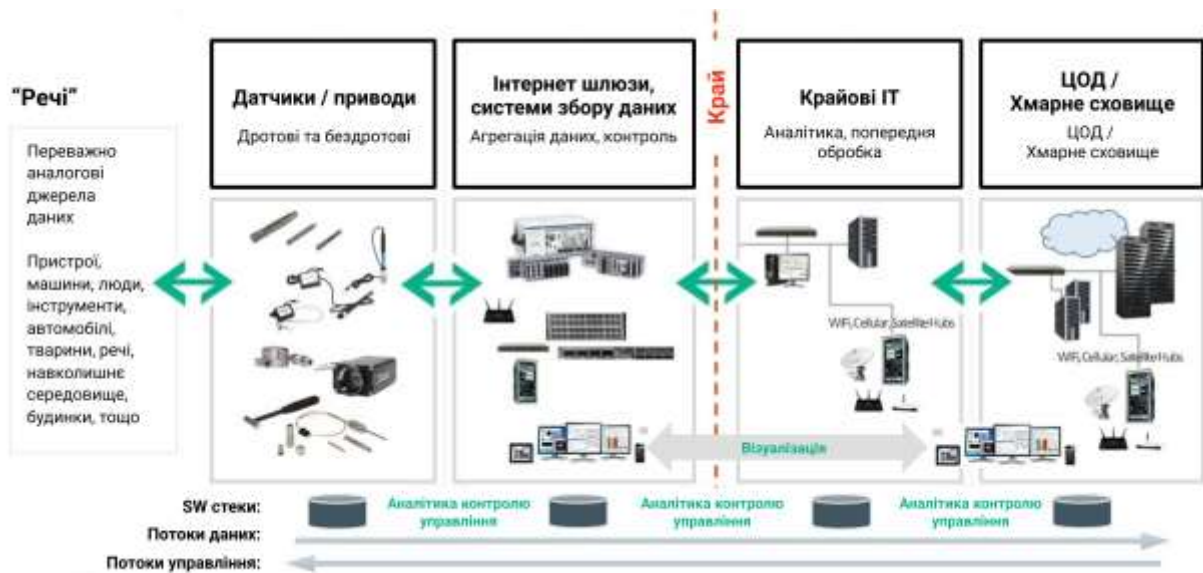 “Речі”
Переважно
аналогові
джерела
даних
Пристрої,
машини, люди,
інструменти,
автомобілі,
тварини, речі,
навколишнє
середовище,
будинки, тощо
Датчики / приводи
Дротові та бездротові
Інтернет шлюзи,
системи збору даних
Агрегація даних, контроль
Край
Крайові ІТ
Аналітика, попередня
обробка
ЦОД /
Хмарне сховище
ЦОД /
Хмарне сховище
WiFi, Cellular, Satellite Hubs
WiFi, Cellular, Satellite Hubs
Візуалізація
SW стеки:
Аналітика контролю
управління
Аналітика контролю
управління
Аналітика контролю
управління
Потоки даних:
Потоки управління: